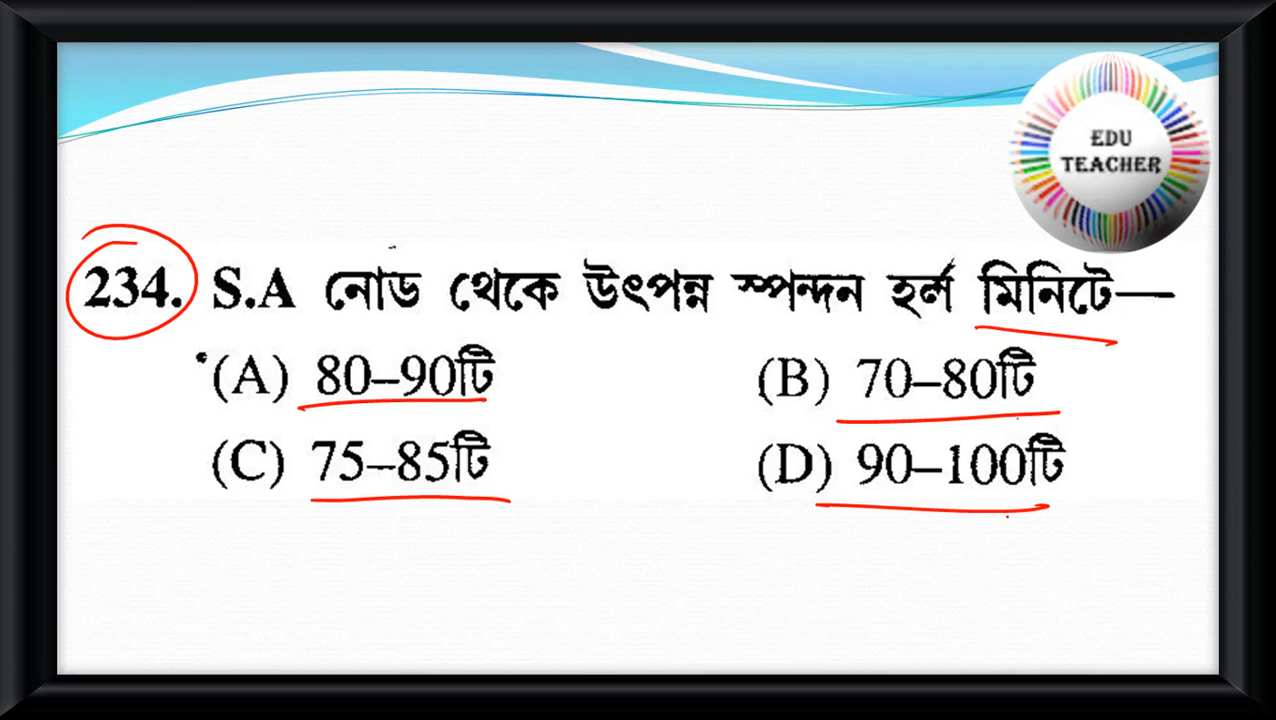 EDU
TEACHER
234. S.A নোড থেকে উৎপন্ন স্পন্দন হল মিনিটে—
(A) 80–90টি (B) 70–80টি
(C) 75–85টি (D) 90–100টি